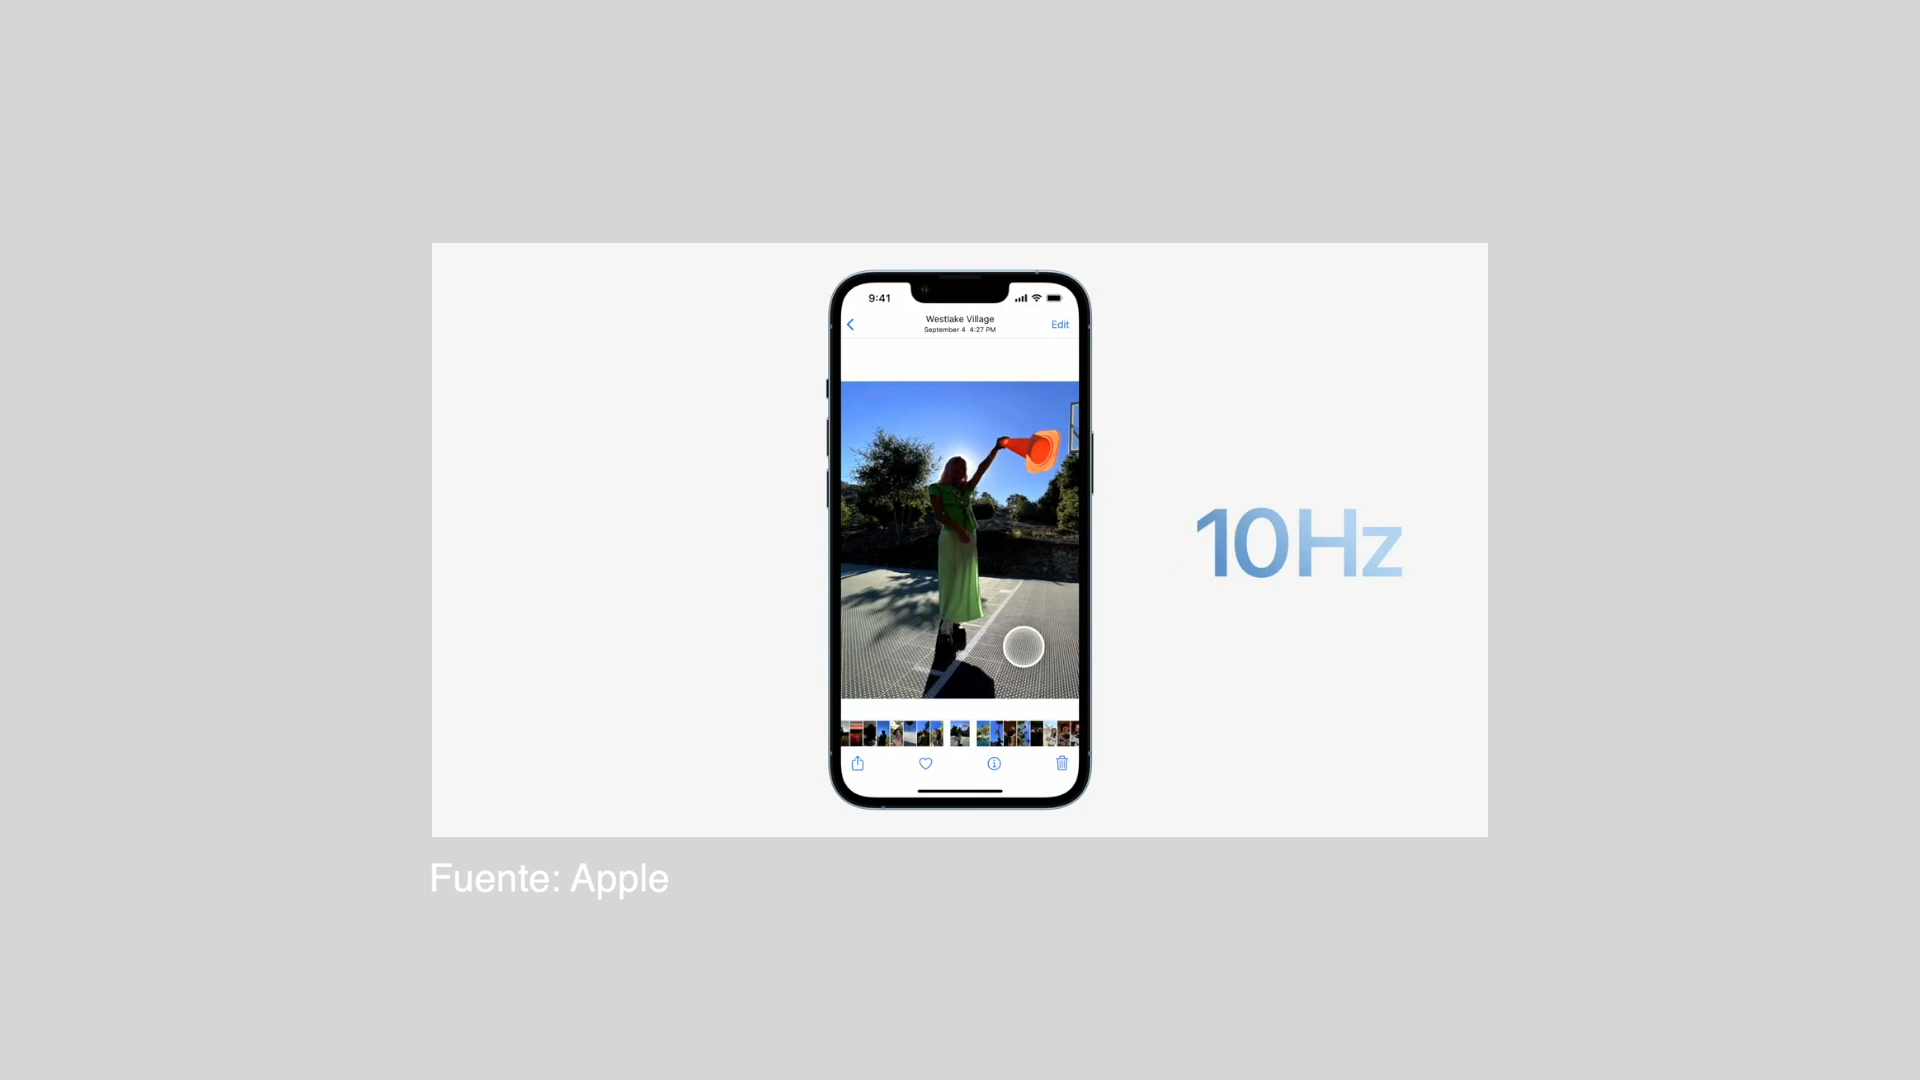 9:41
Westlake Village
September 4 4:27 PM
Edit
10Hz
Fuente: Apple